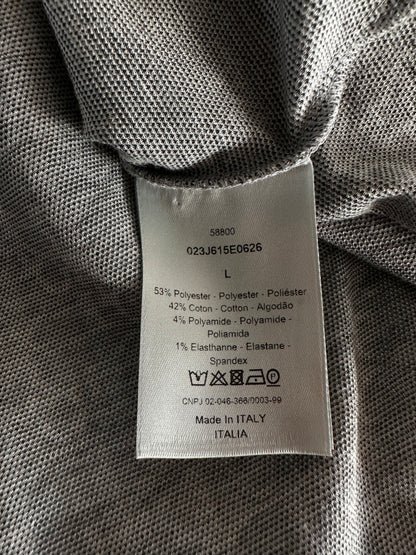 58800
023J615E0626
L
53% Polyester - Polyester - Poliéster
42% Coton - Cotton - Algodão
4% Polyamide - Polyamide -
Poliamida
1% Elasthanne - Elastane -
Spandex
CNPJ 02-046-366/0003-99
Made In ITALY
ITALIA